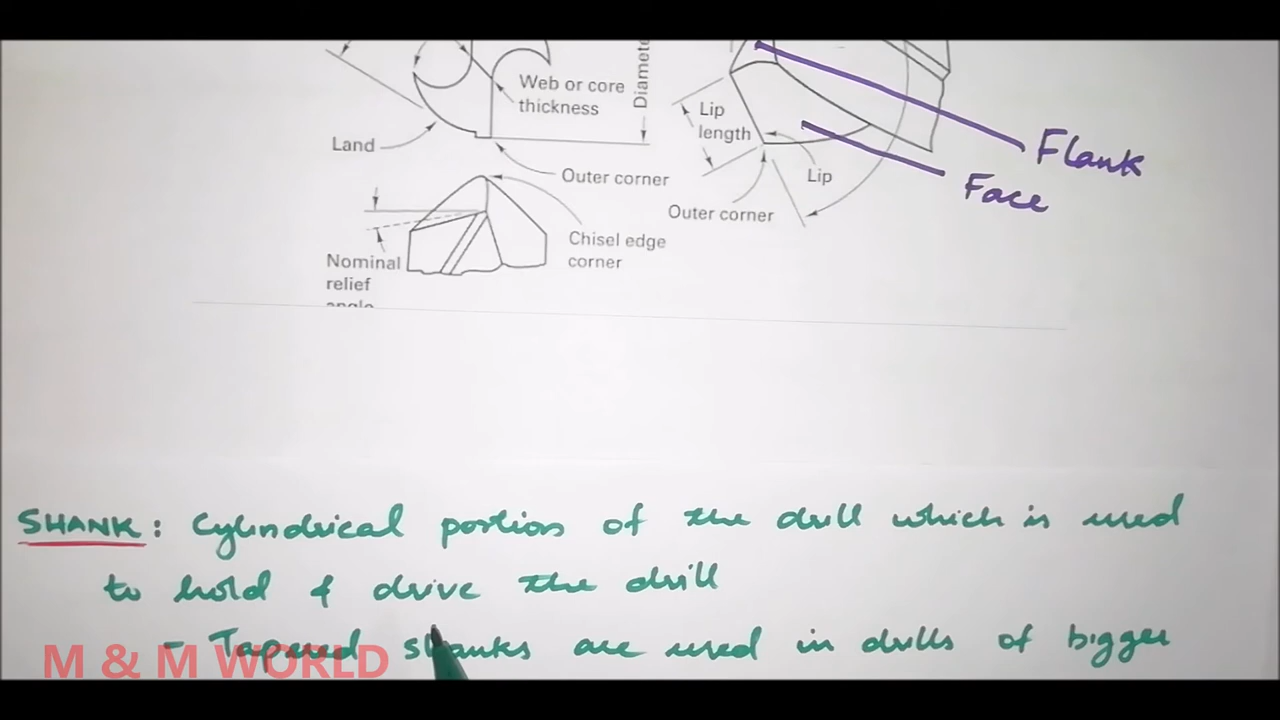 Web or core
thickness
Diamete
Land
Outer corner
Chisel edge
corner
Nominal
relief
angle
Lip
length
Lip
Outer corner
Flank
Face
SHANK: Cylindrical portion of the drill which is used
to hold & drive the drill
- Tapered shanks are used in drills of bigger
M & M WORLD